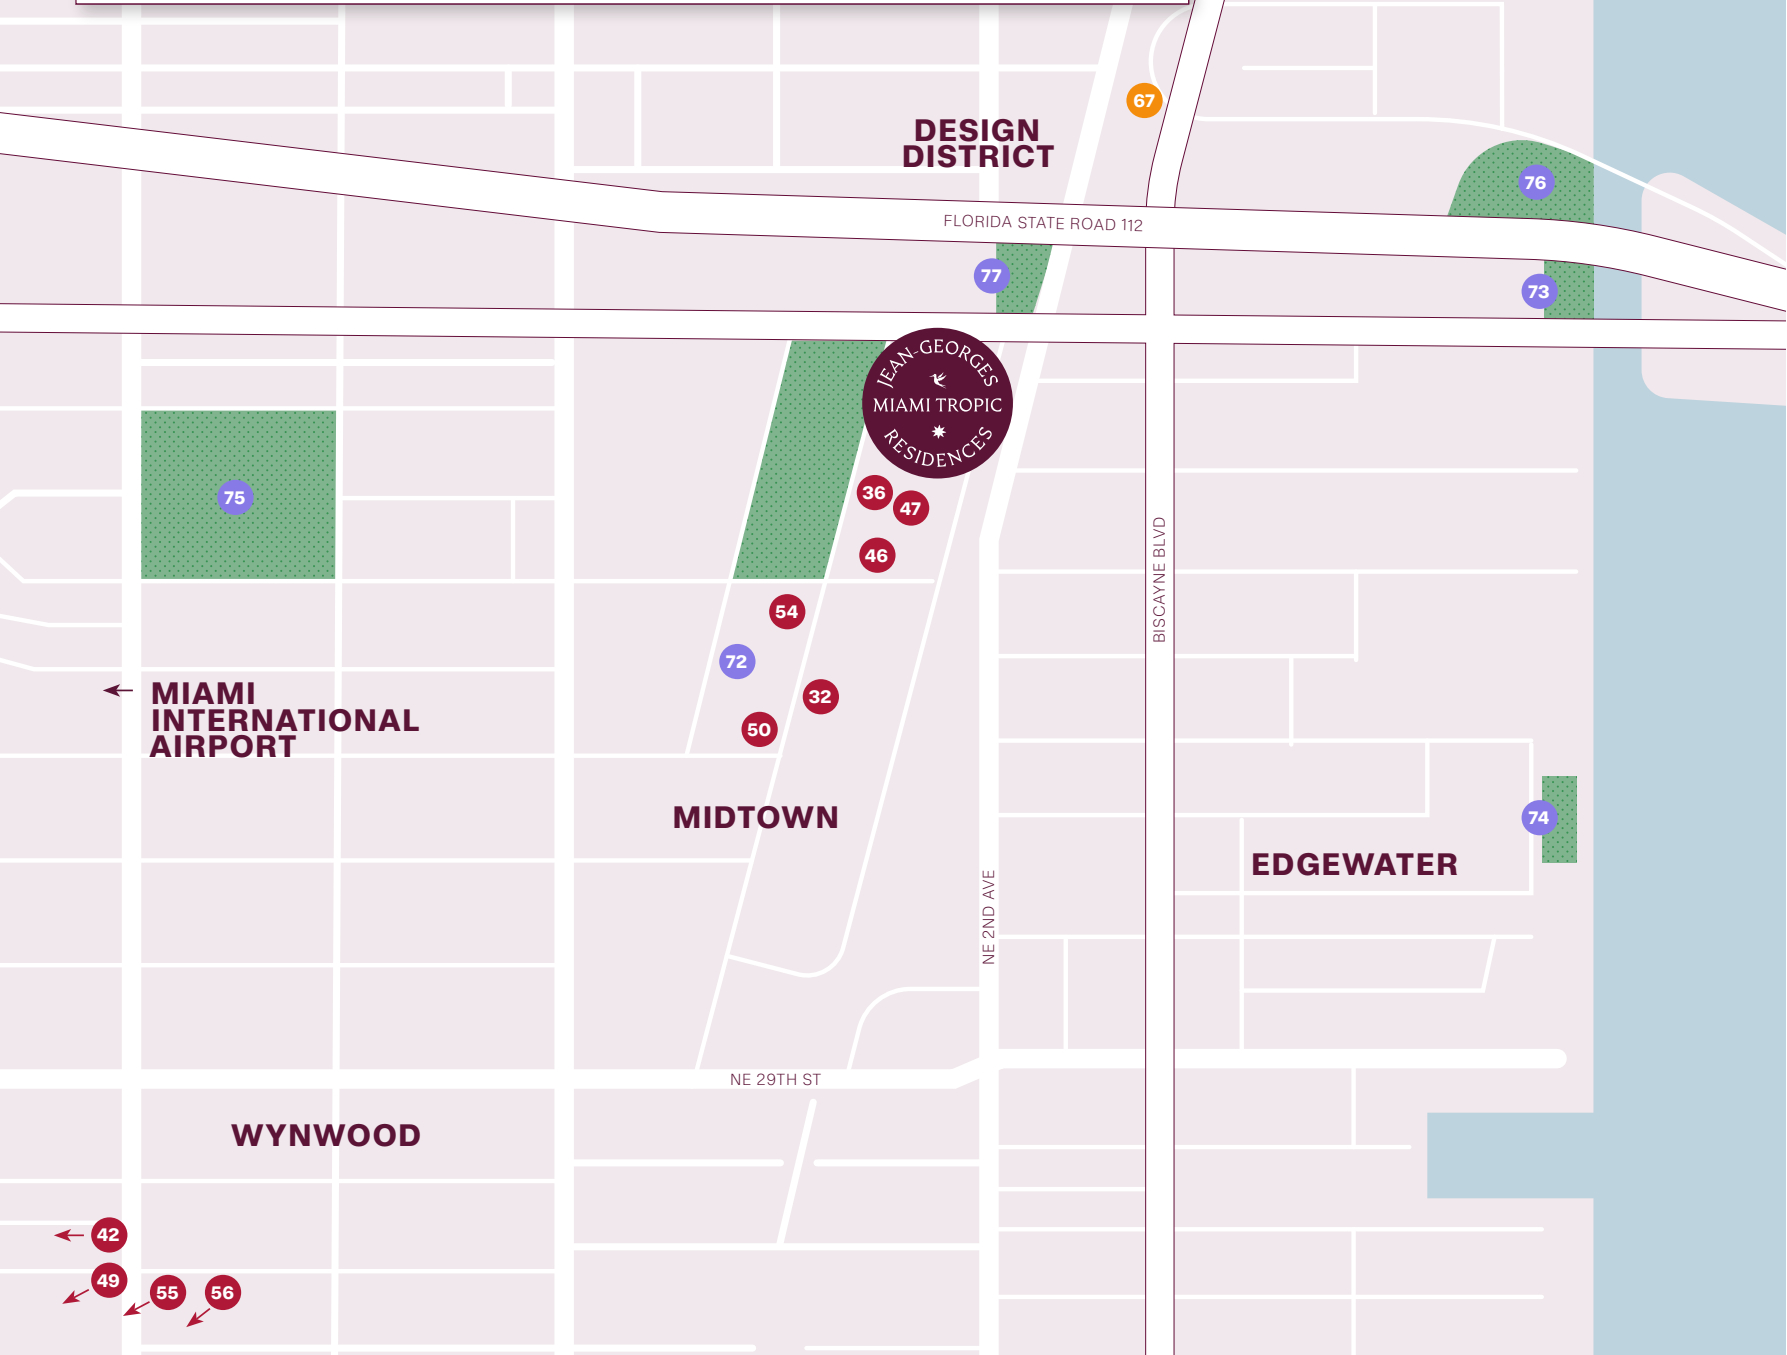 67
DESIGN
DISTRICT
76
FLORIDA STATE ROAD 112
77
73
JEAN-GEORGES
MIAMI TROPIC
RESIDENCES
36
75
47
46
BISCAYNE BLVD
54
72
MIAMI
INTERNATIONAL
AIRPORT
32
50
MIDTOWN
74
EDGEWATER
NE 2ND AVE
NE 29TH ST
WYNWOOD
42
49
55
56